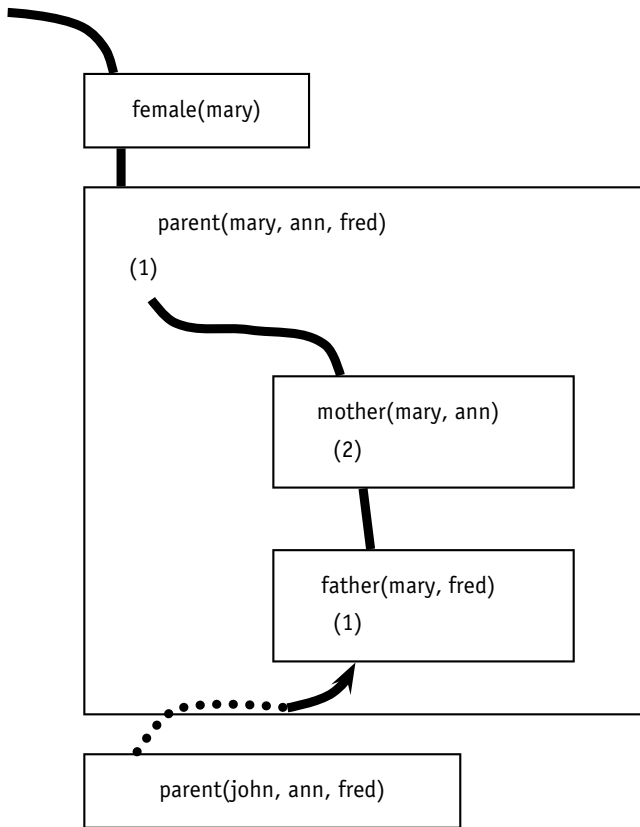 female(mary)
parent(mary, ann, fred)
(1)
mother(mary, ann)
(2)
father(mary, fred)
(1)
parent(john, ann, fred)